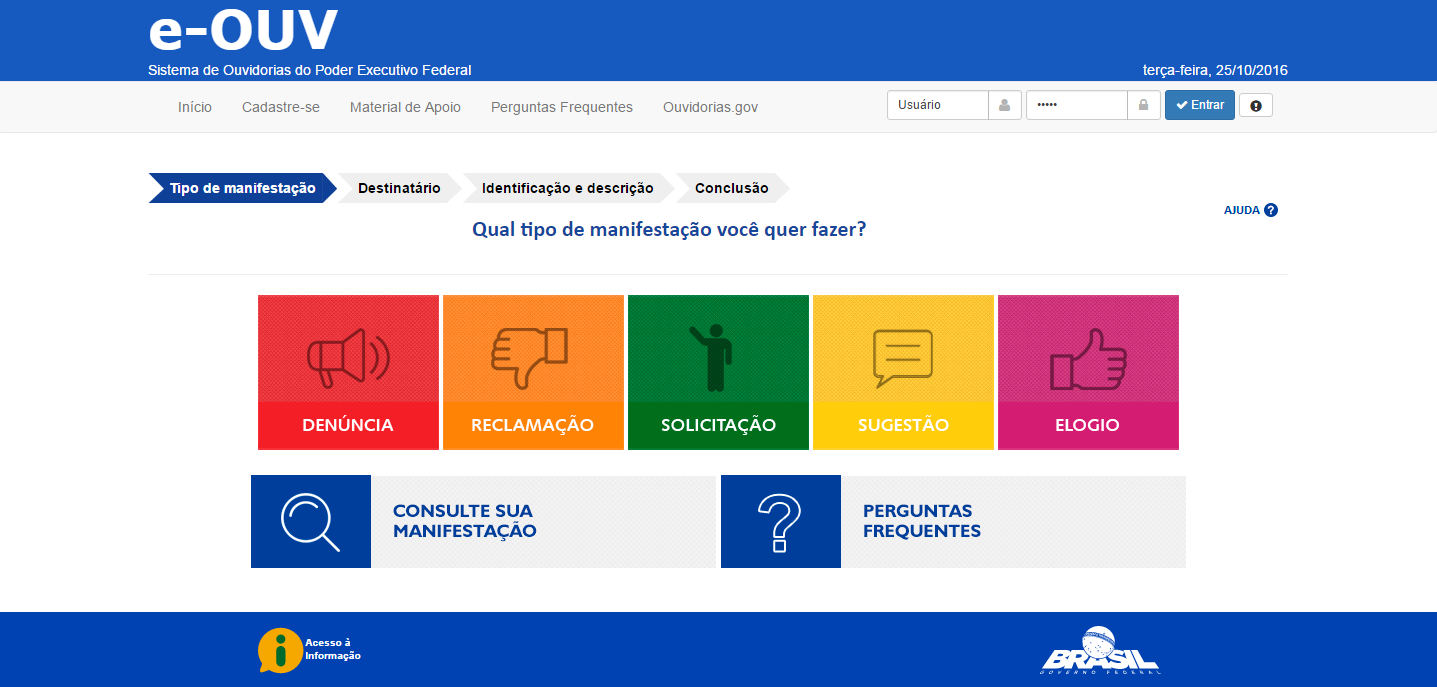 e-OUV
Sistema de Ouvidorias do Poder Executivo Federal
terça-feira, 25/10/2016
Início
Cadastre-se
Material de Apoio
Perguntas Frequentes
Ouvidorias.gov
Usuário
•••••
Entrar
Tipo de manifestação
Destinatário
Identificação e descrição
Conclusão
AJUDA
Qual tipo de manifestação você quer fazer?
DENÚNCIA
RECLAMAÇÃO
SOLICITAÇÃO
SUGESTÃO
ELOGIO
CONSULTE SUA
MANIFESTAÇÃO
PERGUNTAS
FREQUENTES
Acesso à
Informação
BRASIL
GOVERNO FEDERAL